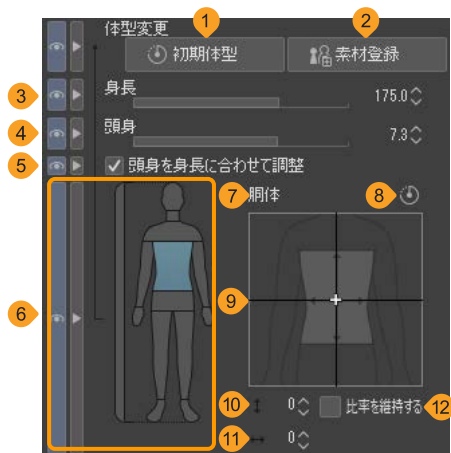 体型変更
1
2
初期体型
素材登録
3
身長
175.0
4
頭身
7.3
5
頭身を身長に合わせて調整
6
7
胴体
8
9
10
0
比率を維持する
12
11
0